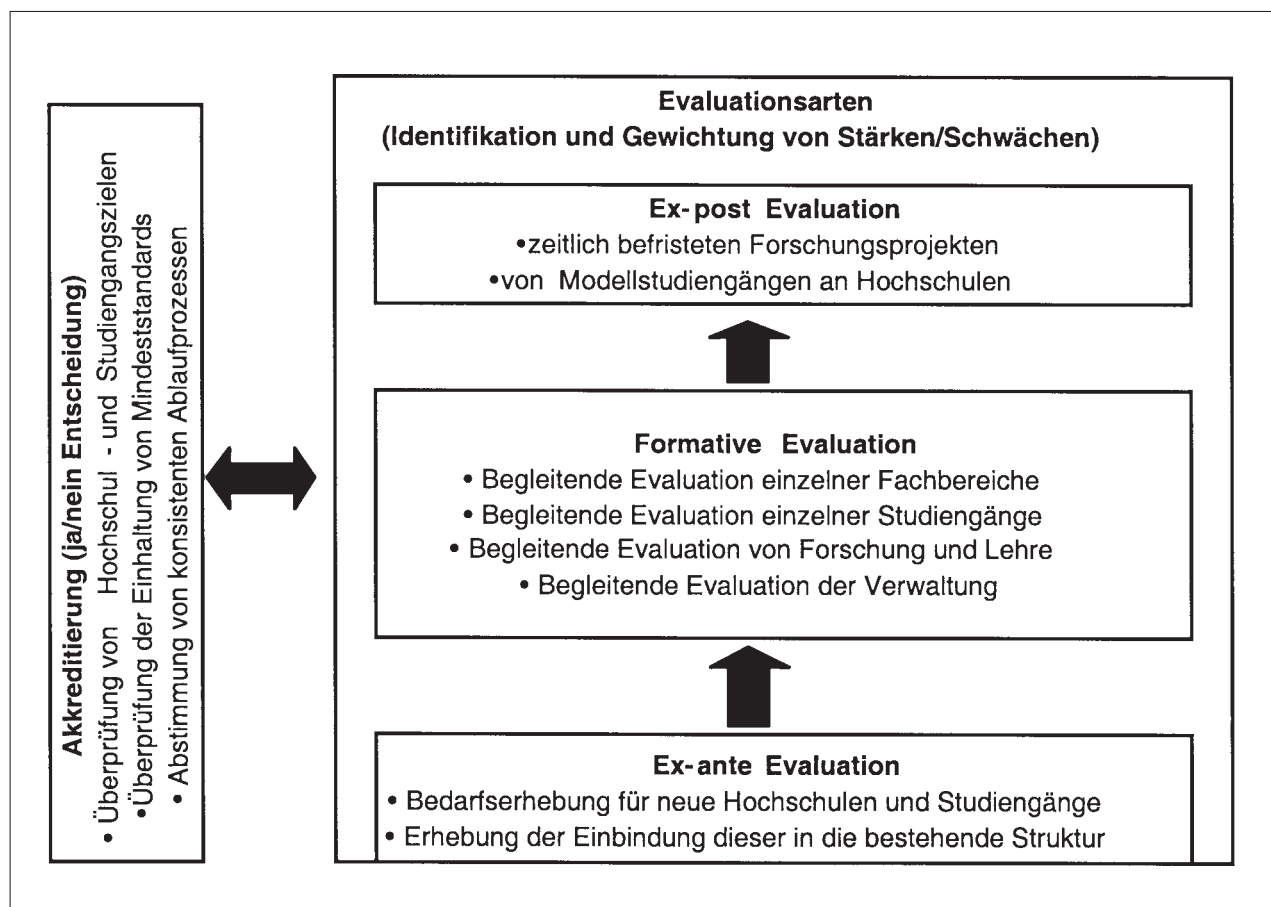 Akkreditierung (ja/nein Entscheidung)
• Überprüfung von Hochschul - und Studiengangszielen
•Überprüfung der Einhaltung von Mindeststandards
• Abstimmung von konsistenten Ablaufprozessen
Evaluationsarten
(Identifikation und Gewichtung von Stärken/Schwächen)
Ex-post Evaluation
•zeitlich befristeten Forschungsprojekten
•von Modellstudiengängen an Hochschulen
Formative Evaluation
• Begleitende Evaluation einzelner Fachbereiche
• Begleitende Evaluation einzelner Studiengänge
• Begleitende Evaluation von Forschung und Lehre
• Begleitende Evaluation der Verwaltung
Ex-ante Evaluation
• Bedarfserhebung für neue Hochschulen und Studiengänge
• Erhebung der Einbindung dieser in die bestehende Struktur